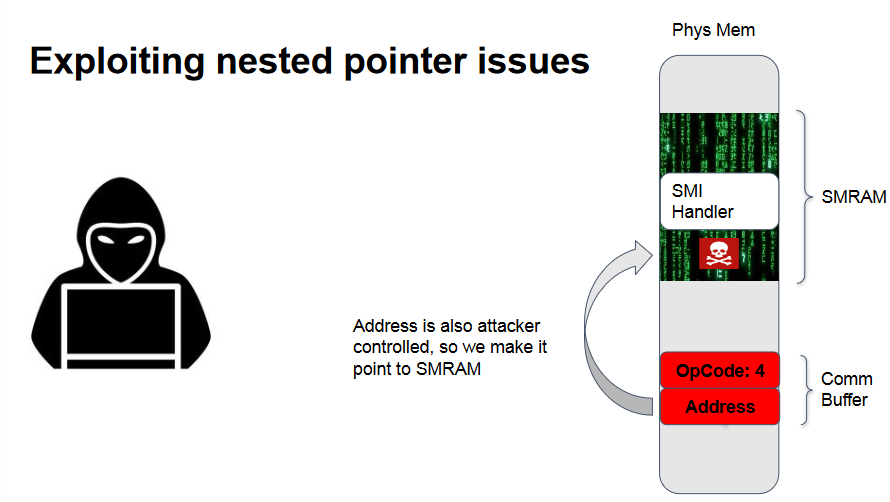 Phys Mem
Exploiting nested pointer issues
SMI
Handler
SMRAM
Address is also attacker
controlled, so we make it
point to SMRAM
OpCode: 4
Address
Comm
Buffer